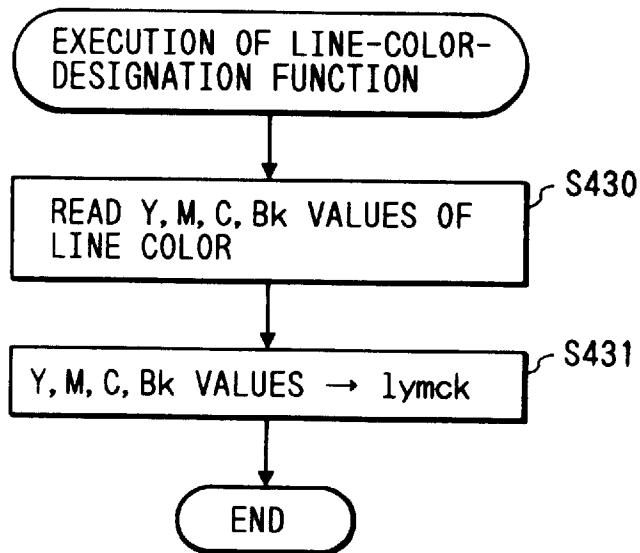 EXECUTION OF LINE-COLOR-
DESIGNATION FUNCTION
S430
READ Y, M, C, Bk VALUES OF
LINE COLOR
S431
Y, M, C, Bk VALUES → lymck
END